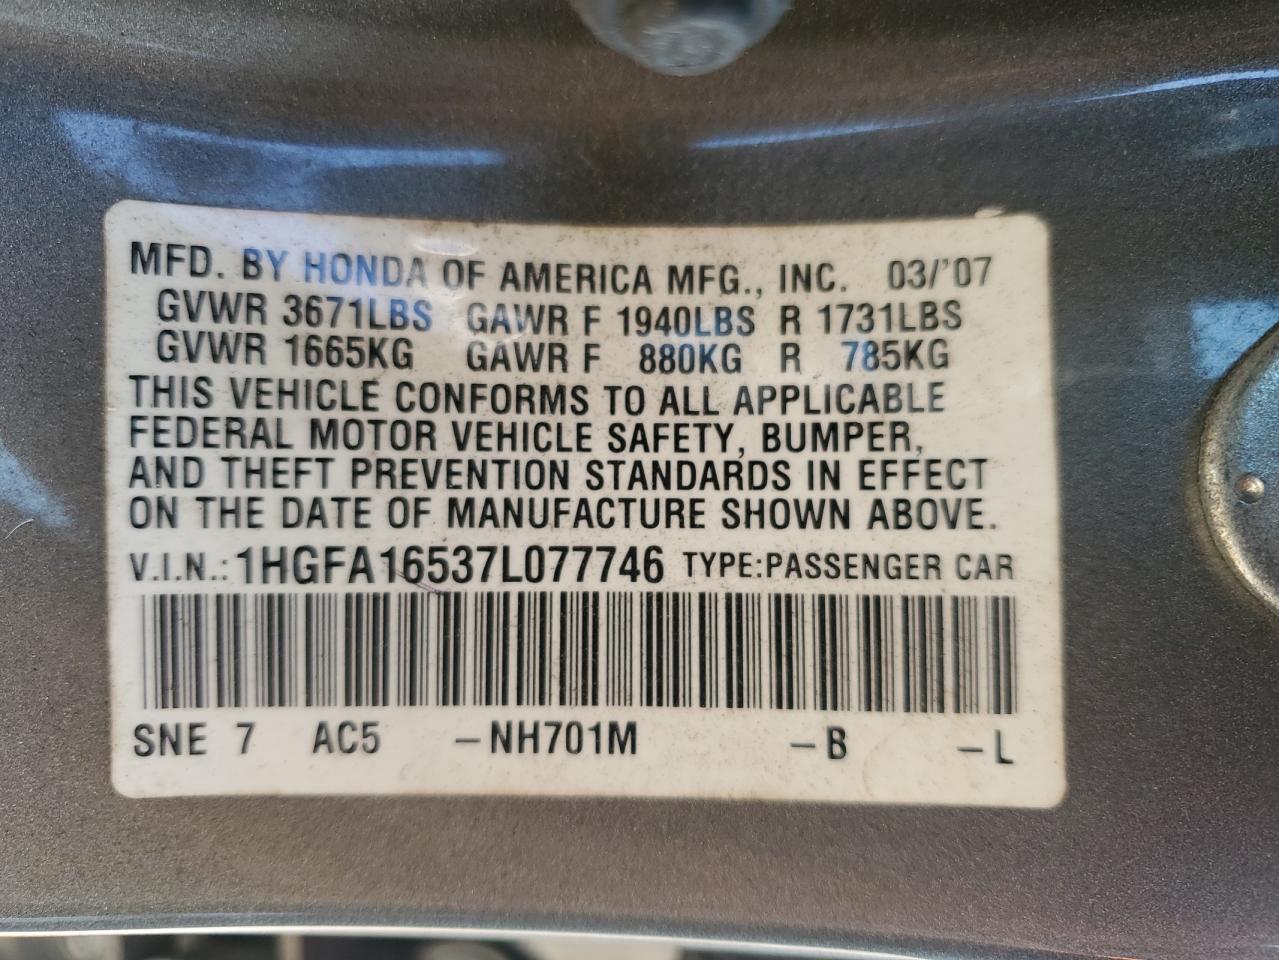 MFD. BY HONDA OF AMERICA MFG., INC. 03/'07
GVWR 3671LBS GAWR F 1940LBS R 1731LBS
GVWR 1665KG GAWR F 880KG R 785KG
THIS VEHICLE CONFORMS TO ALL APPLICABLE
FEDERAL MOTOR VEHICLE SAFETY, BUMPER,
AND THEFT PREVENTION STANDARDS IN EFFECT
ON THE DATE OF MANUFACTURE SHOWN ABOVE.
V.I.N.: 1HGFA16537L077746 TYPE:PASSENGER CAR
SNE 7 AC5 –NH701M –B –L